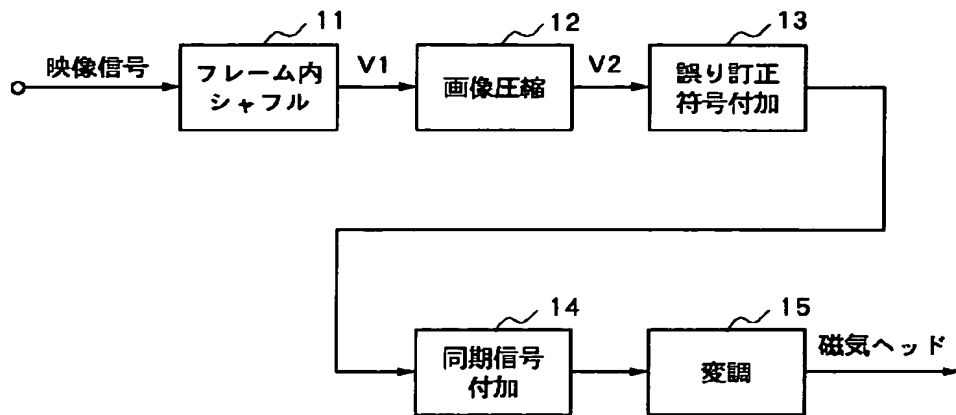 11
12
13
映像信号
フレーム内
シャフル
V1
画像圧縮
V2
誤り訂正
符号付加
14
15
同期信号
付加
変調
磁気ヘッド